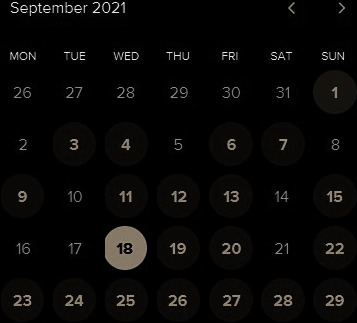 September 2021
MON TUE WED THU FRI SAT SUN
26 27 28 29 30 31 1
2 3 4 5 6 7 8
9 10 11 12 13 14 15
16 17 18 19 20 21 22
23 24 25 26 27 28 29